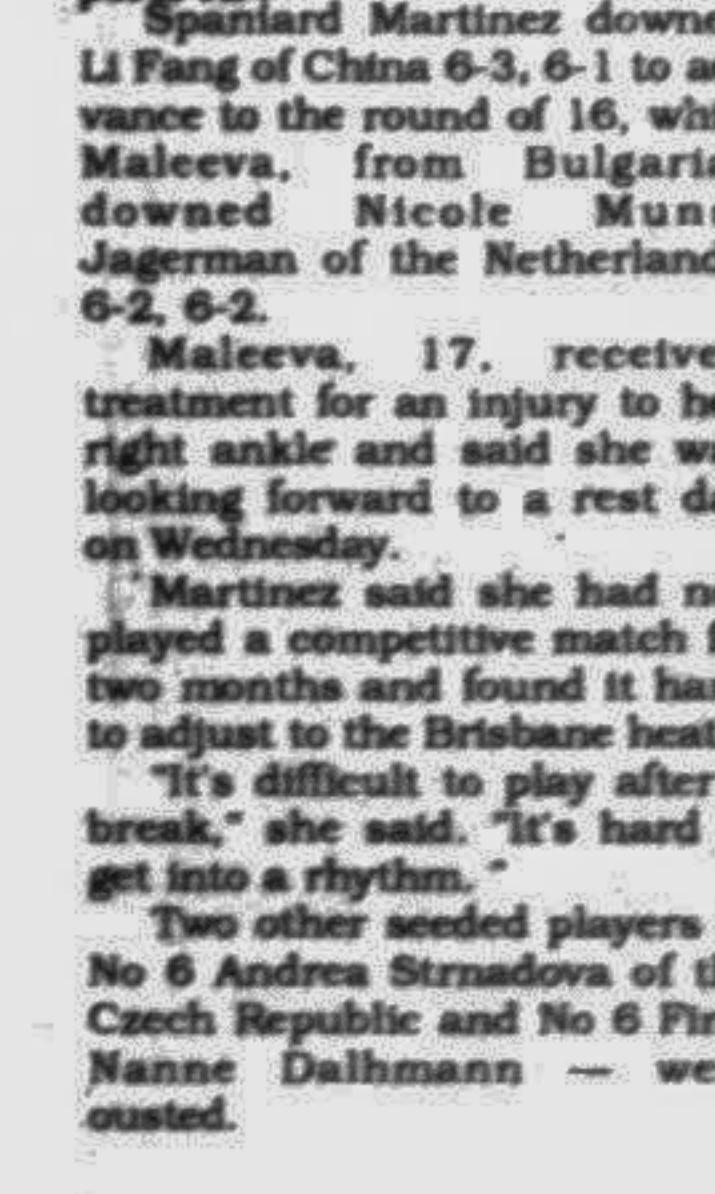 Spaniard Martinez downe
Li Fang of China 6-3, 6-1 to a
vance to the round of 16, whi
Maleeva, from Bulgaria
downed Nicole Mun
Jagerman of the Netherland
6-2, 6-2.
Maleeva, 17, receive
treatment for an injury to he
right ankle and said she wa
looking forward to a rest da
on Wednesday.
Martinez said she had n
played a competitive match f
two months and found it har
to adjust to the Brisbane heat
"It's difficult to play after
break," she said. "It's hard
get into a rhythm. "
Two other seeded players
No 6 Andrea Strnadova of th
Czech Republic and No 6 Fin
Nanne Dalhmann — we
ousted.